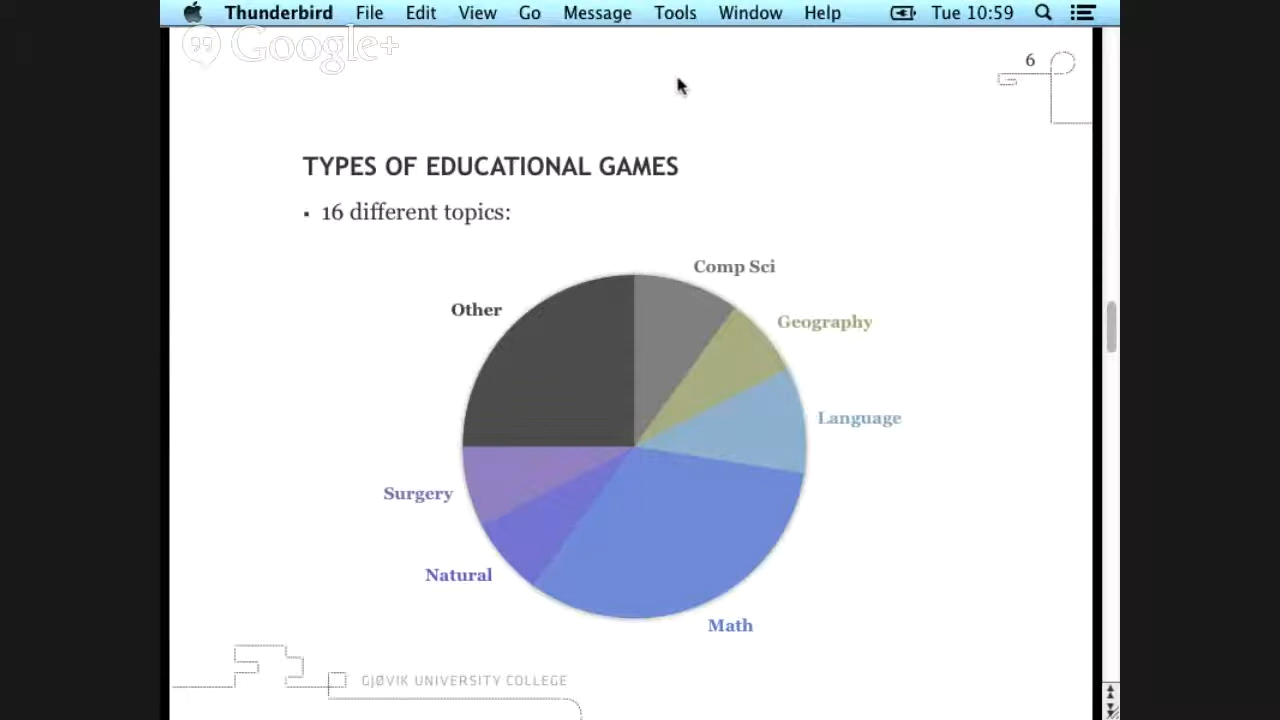 Thunderbird File Edit View Go Message Tools Window Help Tue 10:59
Google+
6
TYPES OF EDUCATIONAL GAMES
▪ 16 different topics:
Comp Sci
Other
Geography
Language
Surgery
Natural
Math
GJØVIK UNIVERSITY COLLEGE